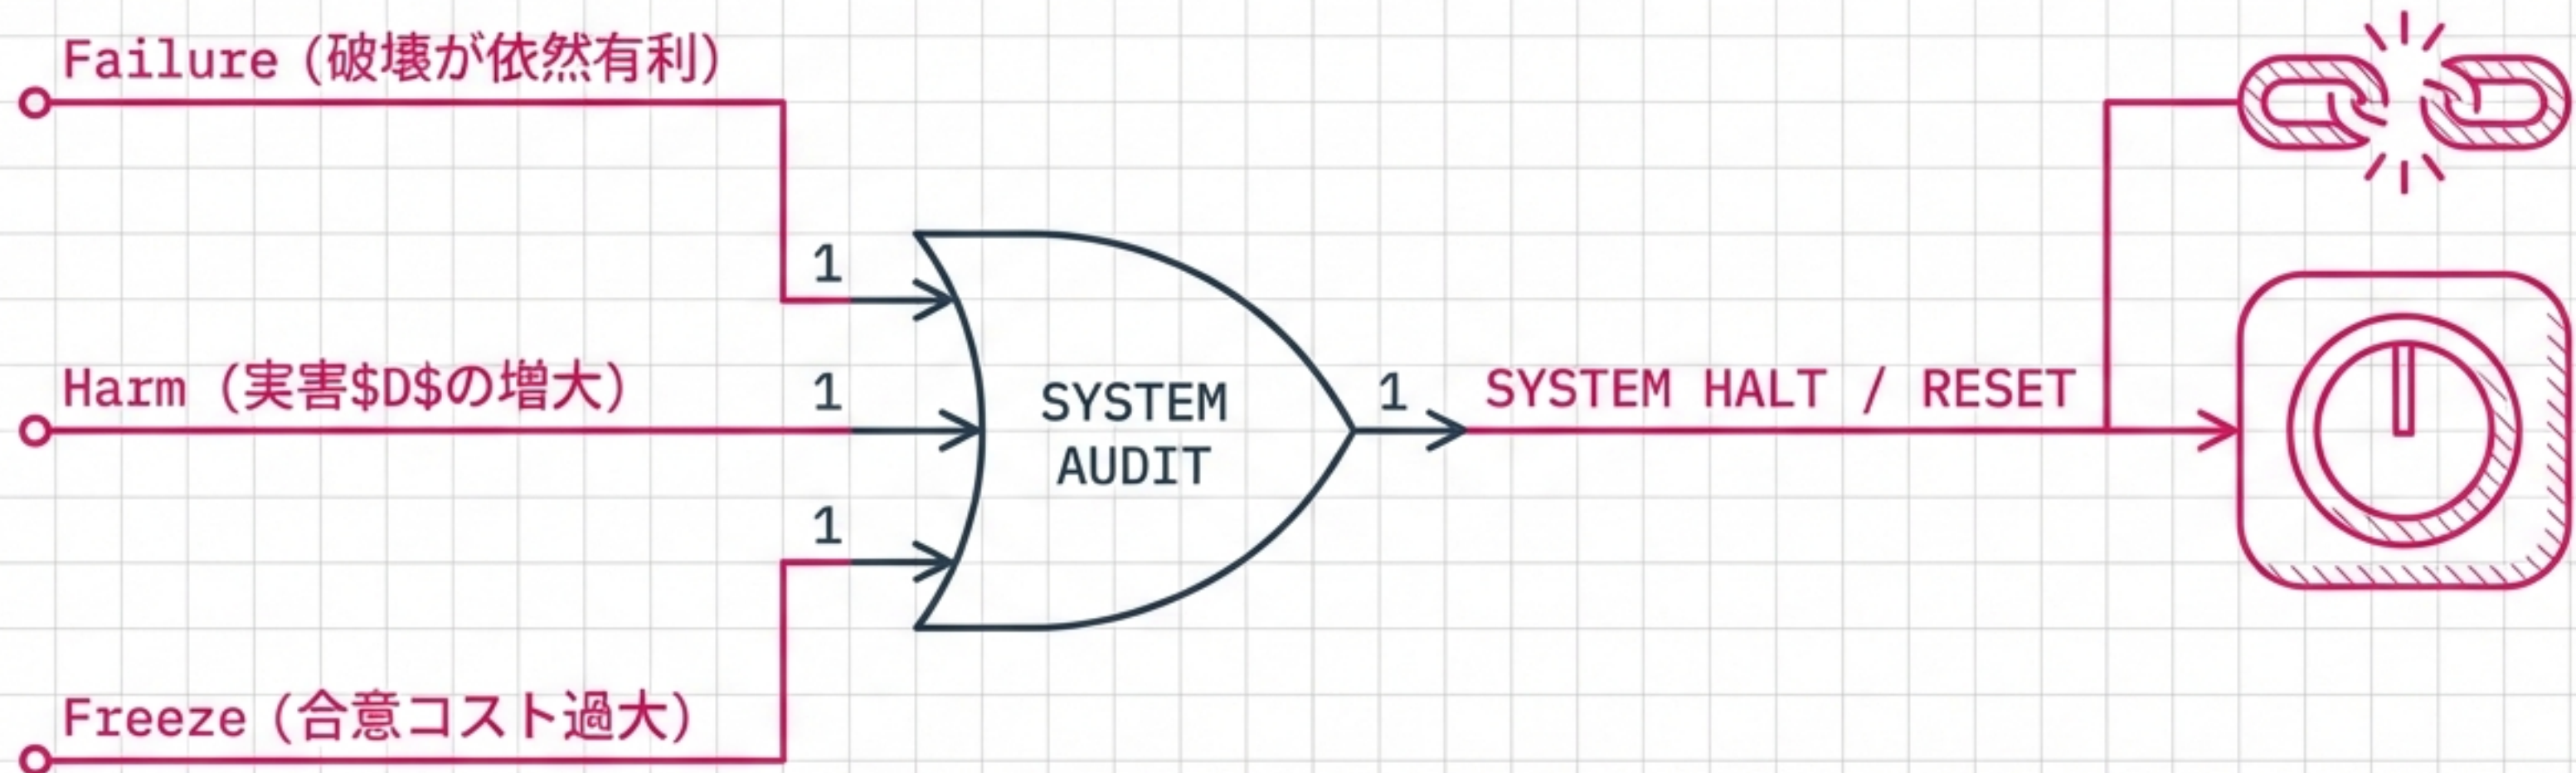 Failure (破壊が依然有利)
1
Harm (実害$D$の増大)
1
SYSTEM
AUDIT
1
SYSTEM HALT / RESET
1
Freeze (合意コスト過大)